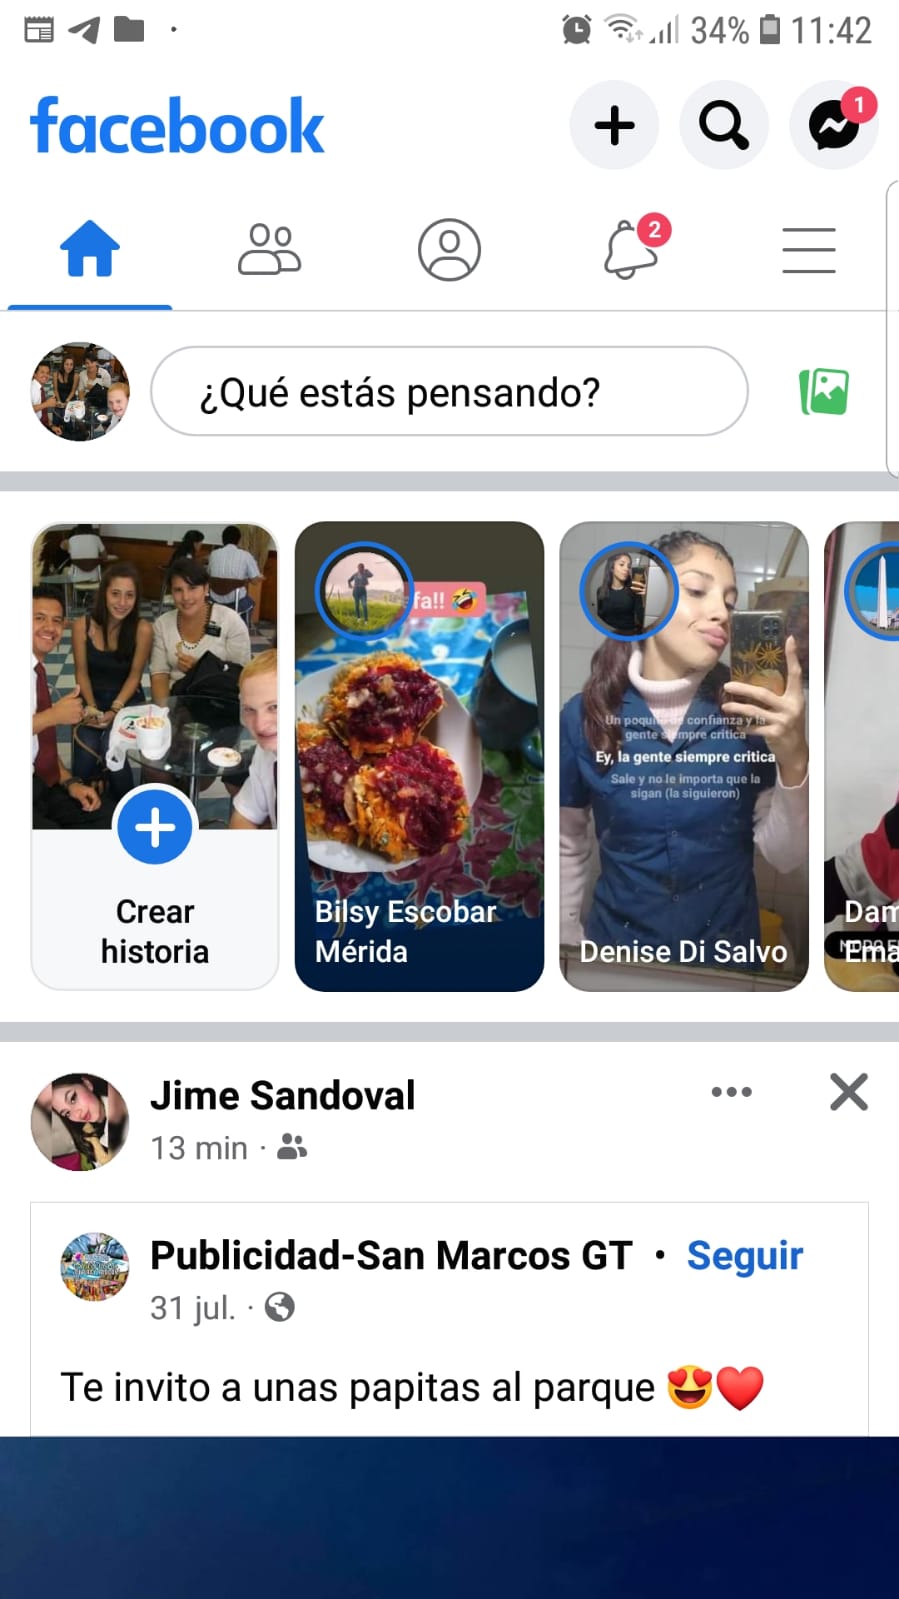 34% 11:42
facebook
1
2
¿Qué estás pensando?
fa!! 🤣
Un poquito de confianza y la
gente siempre critica
Ey, la gente siempre critica
Sale y no le importa que la
sigan (la siguieron)
Crear
historia
Bilsy Escobar
Mérida
Denise Di Salvo
Dam
Ema
Jime Sandoval
13 min ·
Publicidad-San Marcos GT · Seguir
31 jul. ·
Te invito a unas papitas al parque 😍❤️